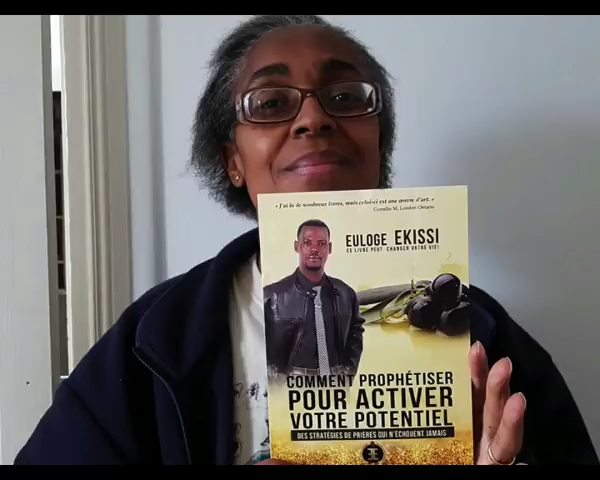 « J'ai lu de nombreux livres, mais celui-ci est une œuvre d'art. »
Camille M, London Ontario
EULOGE EKISSI
CE LIVRE PEUT CHANGER VOTRE VIE!
COMMENT PROPHÉTISER
POUR ACTIVER
VOTRE POTENTIEL
DES STRATÉGIES DE PRIÈRES QUI N'ÉCHOUENT JAMAIS